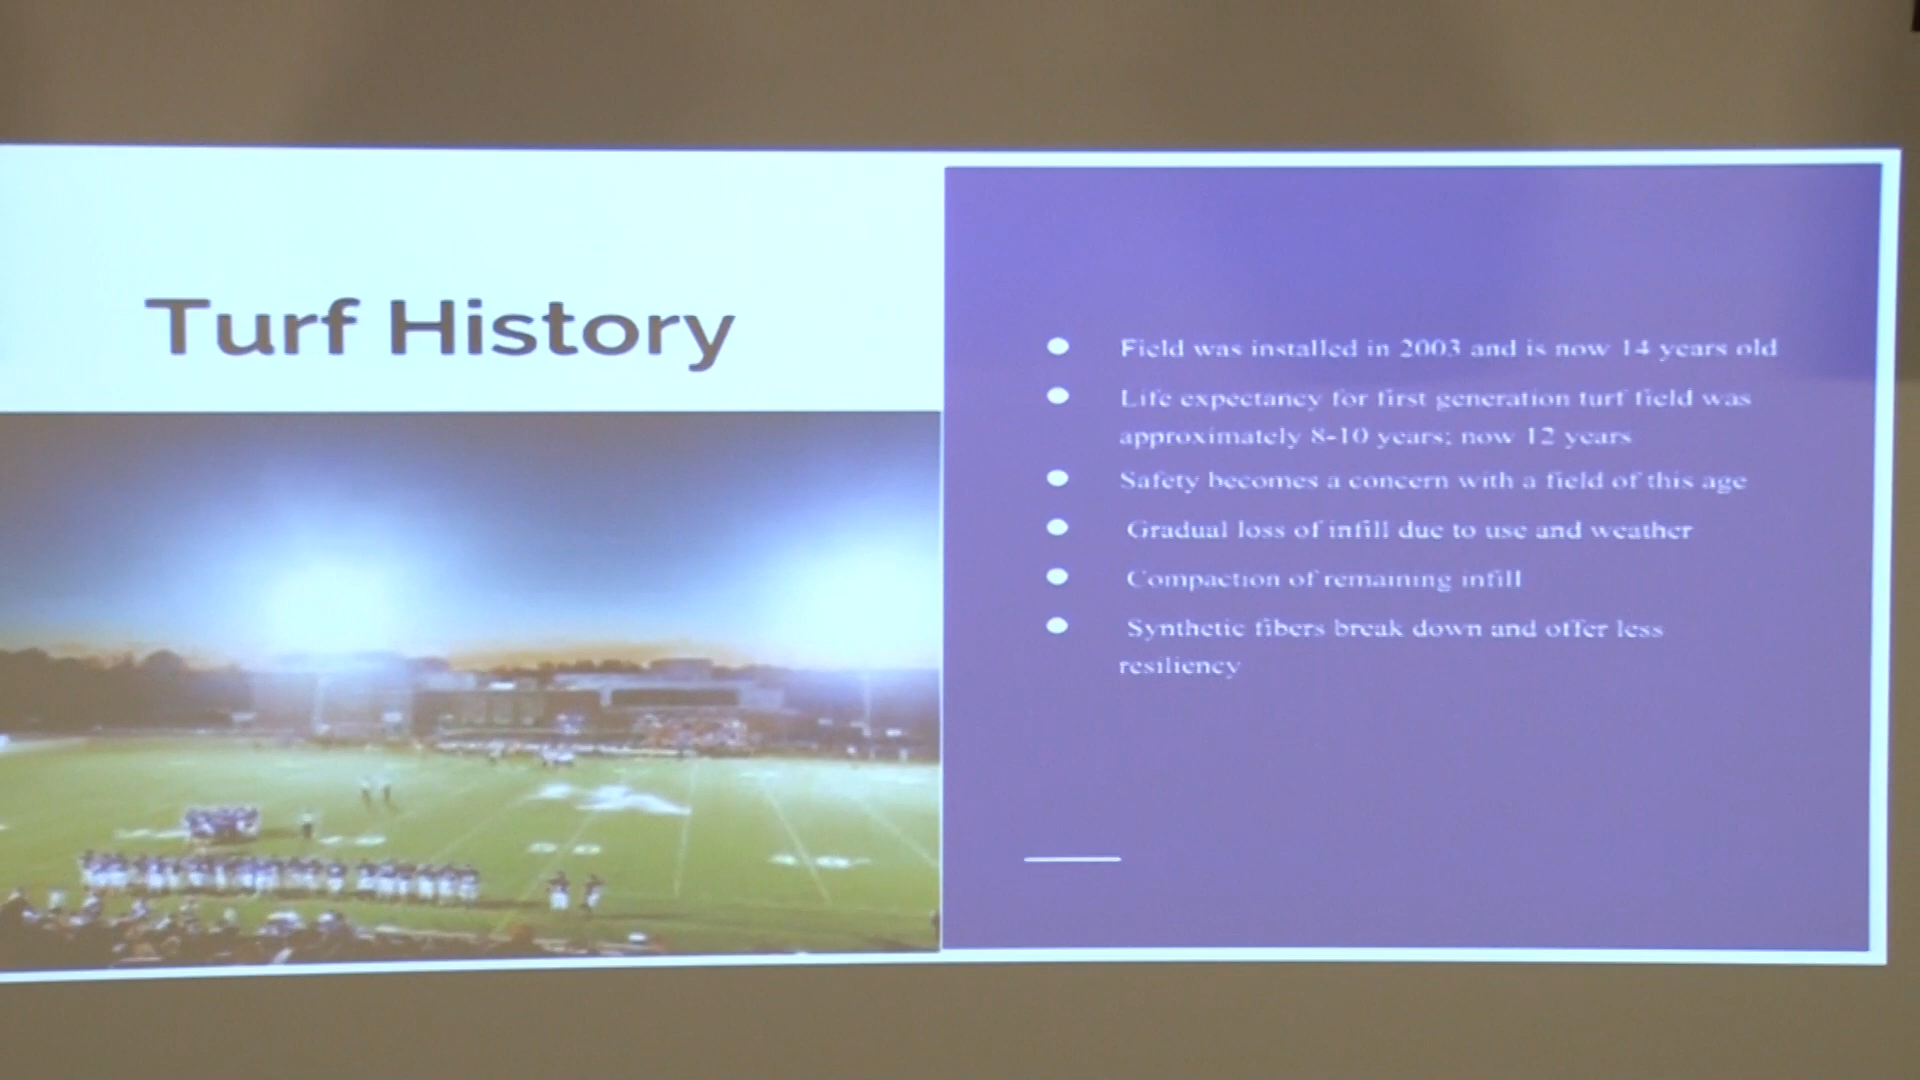 Turf History
Field was installed in 2003 and is now 14 years old
Life expectancy for first generation turf field was
approximately 8-10 years; now 12 years
Safety becomes a concern with a field of this age
Gradual loss of infill due to use and weather
Compaction of remaining infill
Synthetic fibers break down and offer less
resiliency